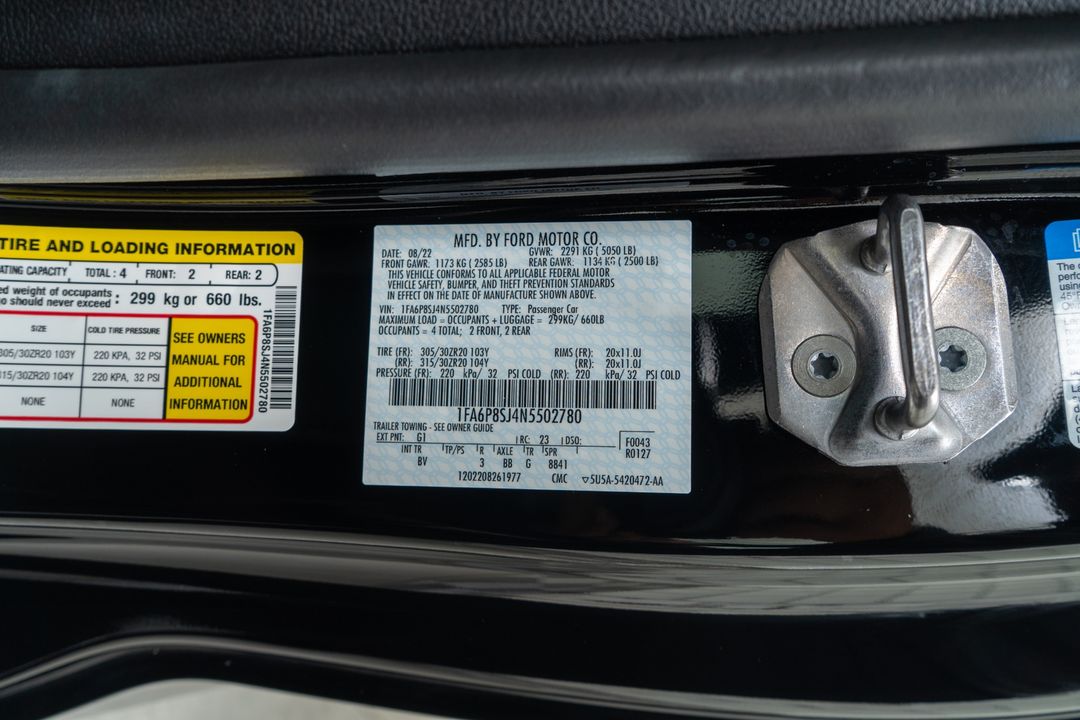 TIRE AND LOADING INFORMATION
ATING CAPACITY TOTAL : 4 FRONT: 2 REAR: 2
ed weight of occupants
o should never exceed : 299 kg or 660 lbs.
SIZE COLD TIRE PRESSURE
305/30ZR20 103Y 220 KPA, 32 PSI
315/30ZR20 104Y 220 KPA, 32 PSI
NONE NONE
SEE OWNERS
MANUAL FOR
ADDITIONAL
INFORMATION
1FA6P8SJ4N5502780
MFD. BY FORD MOTOR CO.
DATE: 08/22 GVWR: 2291 KG ( 5050 LB)
FRONT GAWR: 1173 KG ( 2585 LB) REAR GAWR: 1134 KG ( 2500 LB)
THIS VEHICLE CONFORMS TO ALL APPLICABLE FEDERAL MOTOR
VEHICLE SAFETY, BUMPER, AND THEFT PREVENTION STANDARDS
IN EFFECT ON THE DATE OF MANUFACTURE SHOWN ABOVE.
VIN: 1FA6P8SJ4N5502780 TYPE: Passenger Car
MAXIMUM LOAD = OCCUPANTS + LUGGAGE = 299KG/ 660LB
OCCUPANTS = 4 TOTAL; 2 FRONT, 2 REAR
TIRE (FR): 305/30ZR20 103Y RIMS (FR): 20x11.0J
(RR): 315/30ZR20 104Y (RR): 20x11.0J
PRESSURE (FR): 220 kPa/ 32 PSI COLD (RR): 220 kPa/ 32 PSI COLD
1FA6P8SJ4N5502780
TRAILER TOWING - SEE OWNER GUIDE
EXT PNT: G1 RC: 23 DSO: F0043
INT TR TP/PS R AXLE TR SPR R0127
BV 3 BB G 8841
1202208261977 CMC ▽5U5A-5420472-AA
The
perfo
using
45°F